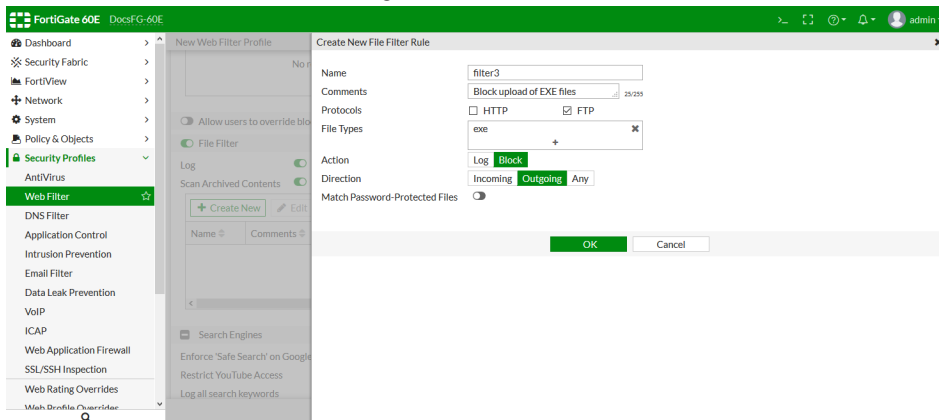 FortiGate 60E DocsFG-60E
>_ admin
Dashboard
Security Fabric
FortiView
Network
System
Policy & Objects
Security Profiles
AntiVirus
Web Filter
DNS Filter
Application Control
Intrusion Prevention
Email Filter
Data Leak Prevention
VoIP
ICAP
Web Application Firewall
SSL/SSH Inspection
Web Rating Overrides
Web Profile Overrides
New Web Filter Profile
No r
Allow users to override blo
File Filter
Log
Scan Archived Contents
+ Create New Edit
Name Comments
Search Engines
Enforce 'Safe Search' on Google
Restrict YouTube Access
Log all search keywords
Create New File Filter Rule
Name filter3
Comments Block upload of EXE files 25/255
Protocols HTTP FTP
File Types exe
+
Action Log Block
Direction Incoming Outgoing Any
Match Password-Protected Files
OK Cancel